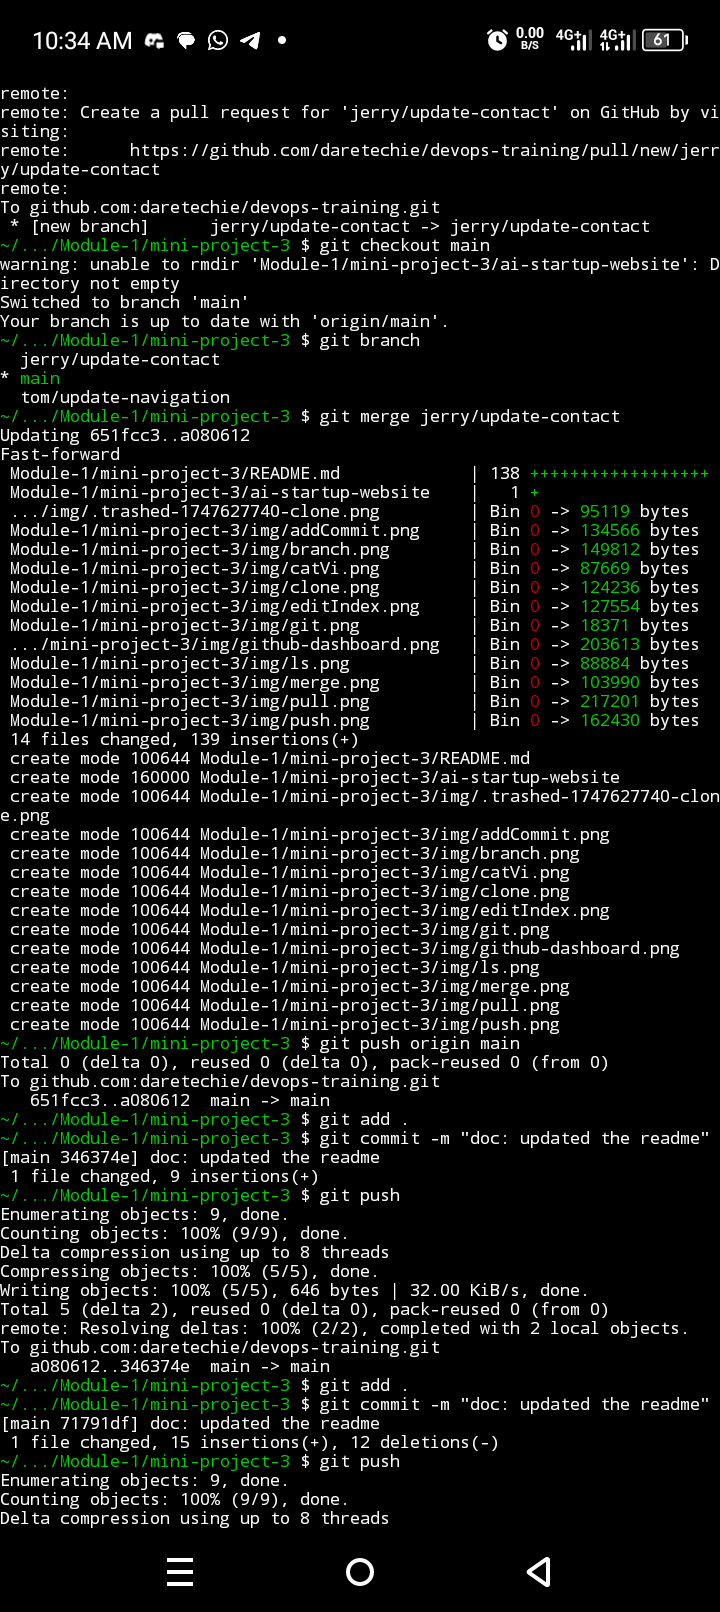 10:34 AM 0.00 B/S 4G+ 4G+ 61
remote:
remote: Create a pull request for 'jerry/update-contact' on GitHub by vi
siting:
remote:      https://github.com/daretechie/devops-training/pull/new/jerr
y/update-contact
remote:
To github.com:daretechie/devops-training.git
 * [new branch]      jerry/update-contact -> jerry/update-contact
~/.../Module-1/mini-project-3 $ git checkout main
warning: unable to rmdir 'Module-1/mini-project-3/ai-startup-website': D
irectory not empty
Switched to branch 'main'
Your branch is up to date with 'origin/main'.
~/.../Module-1/mini-project-3 $ git branch
  jerry/update-contact
* main
  tom/update-navigation
~/.../Module-1/mini-project-3 $ git merge jerry/update-contact
Updating 651fcc3..a080612
Fast-forward
 Module-1/mini-project-3/README.md             | 138 ++++++++++++++++++
 Module-1/mini-project-3/ai-startup-website    |   1 +
 .../img/.trashed-1747627740-clone.png         | Bin 0 -> 95119 bytes
 Module-1/mini-project-3/img/addCommit.png     | Bin 0 -> 134566 bytes
 Module-1/mini-project-3/img/branch.png        | Bin 0 -> 149812 bytes
 Module-1/mini-project-3/img/catVi.png         | Bin 0 -> 87669 bytes
 Module-1/mini-project-3/img/clone.png         | Bin 0 -> 124236 bytes
 Module-1/mini-project-3/img/editIndex.png     | Bin 0 -> 127554 bytes
 Module-1/mini-project-3/img/git.png           | Bin 0 -> 18371 bytes
 .../mini-project-3/img/github-dashboard.png   | Bin 0 -> 203613 bytes
 Module-1/mini-project-3/img/ls.png            | Bin 0 -> 88884 bytes
 Module-1/mini-project-3/img/merge.png         | Bin 0 -> 103990 bytes
 Module-1/mini-project-3/img/pull.png          | Bin 0 -> 217201 bytes
 Module-1/mini-project-3/img/push.png          | Bin 0 -> 162430 bytes
 14 files changed, 139 insertions(+)
 create mode 100644 Module-1/mini-project-3/README.md
 create mode 160000 Module-1/mini-project-3/ai-startup-website
 create mode 100644 Module-1/mini-project-3/img/.trashed-1747627740-clon
e.png
 create mode 100644 Module-1/mini-project-3/img/addCommit.png
 create mode 100644 Module-1/mini-project-3/img/branch.png
 create mode 100644 Module-1/mini-project-3/img/catVi.png
 create mode 100644 Module-1/mini-project-3/img/clone.png
 create mode 100644 Module-1/mini-project-3/img/editIndex.png
 create mode 100644 Module-1/mini-project-3/img/git.png
 create mode 100644 Module-1/mini-project-3/img/github-dashboard.png
 create mode 100644 Module-1/mini-project-3/img/ls.png
 create mode 100644 Module-1/mini-project-3/img/merge.png
 create mode 100644 Module-1/mini-project-3/img/pull.png
 create mode 100644 Module-1/mini-project-3/img/push.png
~/.../Module-1/mini-project-3 $ git push origin main
Total 0 (delta 0), reused 0 (delta 0), pack-reused 0 (from 0)
To github.com:daretechie/devops-training.git
   651fcc3..a080612  main -> main
~/.../Module-1/mini-project-3 $ git add .
~/.../Module-1/mini-project-3 $ git commit -m "doc: updated the readme"
[main 346374e] doc: updated the readme
 1 file changed, 9 insertions(+)
~/.../Module-1/mini-project-3 $ git push
Enumerating objects: 9, done.
Counting objects: 100% (9/9), done.
Delta compression using up to 8 threads
Compressing objects: 100% (5/5), done.
Writing objects: 100% (5/5), 646 bytes | 32.00 KiB/s, done.
Total 5 (delta 2), reused 0 (delta 0), pack-reused 0 (from 0)
remote: Resolving deltas: 100% (2/2), completed with 2 local objects.
To github.com:daretechie/devops-training.git
   a080612..346374e  main -> main
~/.../Module-1/mini-project-3 $ git add .
~/.../Module-1/mini-project-3 $ git commit -m "doc: updated the readme"
[main 71791df] doc: updated the readme
 1 file changed, 15 insertions(+), 12 deletions(-)
~/.../Module-1/mini-project-3 $ git push
Enumerating objects: 9, done.
Counting objects: 100% (9/9), done.
Delta compression using up to 8 threads